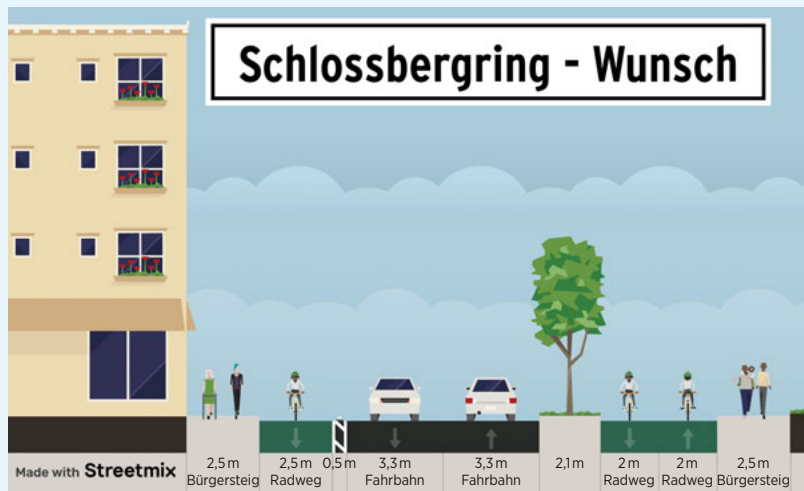 Schlossbergring - Wunsch
Made with Streetmix
2,5 m Bürgersteig
2,5 m Radweg
0,5 m
3,3 m Fahrbahn
3,3 m Fahrbahn
2,1 m
2 m Radweg
2 m Radweg
2,5 m Bürgersteig